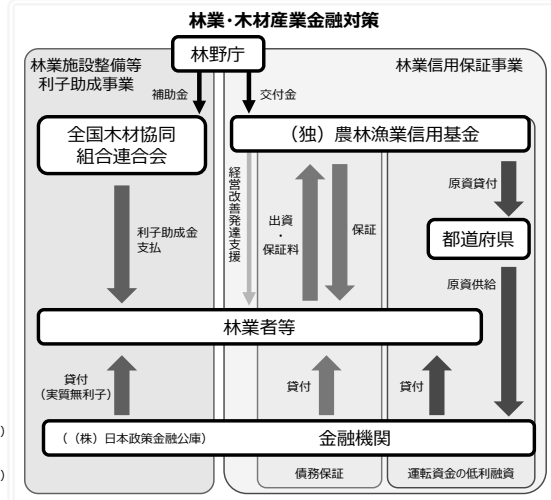 林業・木材産業金融対策
林野庁
林業施設整備等
利子助成事業
林業信用保証事業
補助金
交付金
全国木材協同
組合連合会
（独）農林漁業信用基金
経営改善発達支援
利子助成金
支払
出資
・
保証料
保証
原資貸付
都道府県
原資供給
林業者等
貸付
（実質無利子）
貸付
貸付
（（株）日本政策金融公庫）
金融機関
債務保証
運転資金の低利融資
）
）